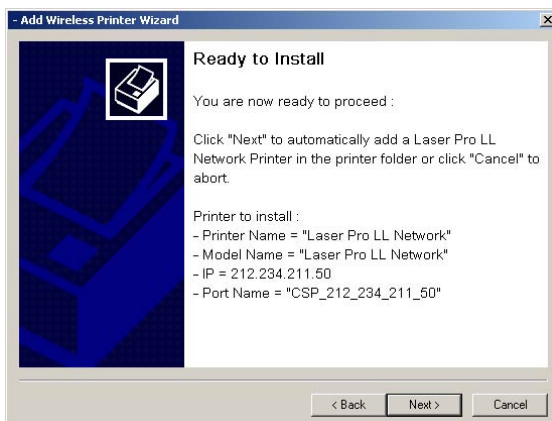 - Add Wireless Printer Wizard
Ready to Install
You are now ready to proceed :
Click "Next" to automatically add a Laser Pro LL
Network Printer in the printer folder or click "Cancel" to
abort.
Printer to install :
- Printer Name = "Laser Pro LL Network"
- Model Name = "Laser Pro LL Network"
- IP = 212.234.211.50
- Port Name = "CSP_212_234_211_50"
< Back
Next >
Cancel